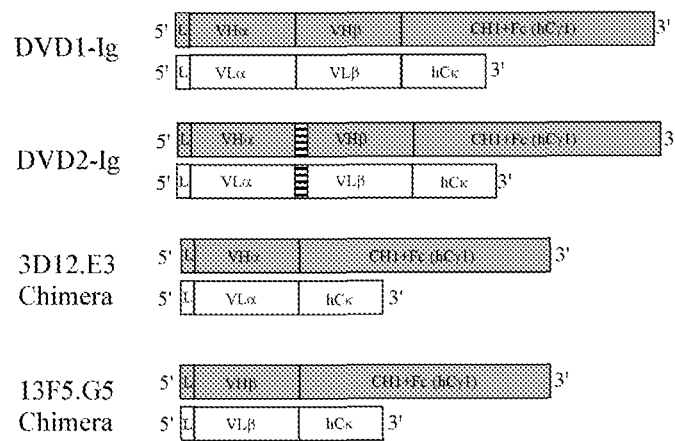 DVD1-Ig
5' L VHα VHβ CH1+Fc (hCγ1) 3'
5' L VLα VLβ hCκ 3'
DVD2-Ig
5' L VHα VHβ CH1+Fc (hCγ1) 3
5' L VLα VLβ hCκ 3'
3D12.E3
Chimera
5' L VHα CH1+Fc (hCγ1) 3'
5' L VLα hCκ 3'
13F5.G5
Chimera
5' L VHβ CH1+Fc (hCγ1) 3'
5' L VLβ hCκ 3'